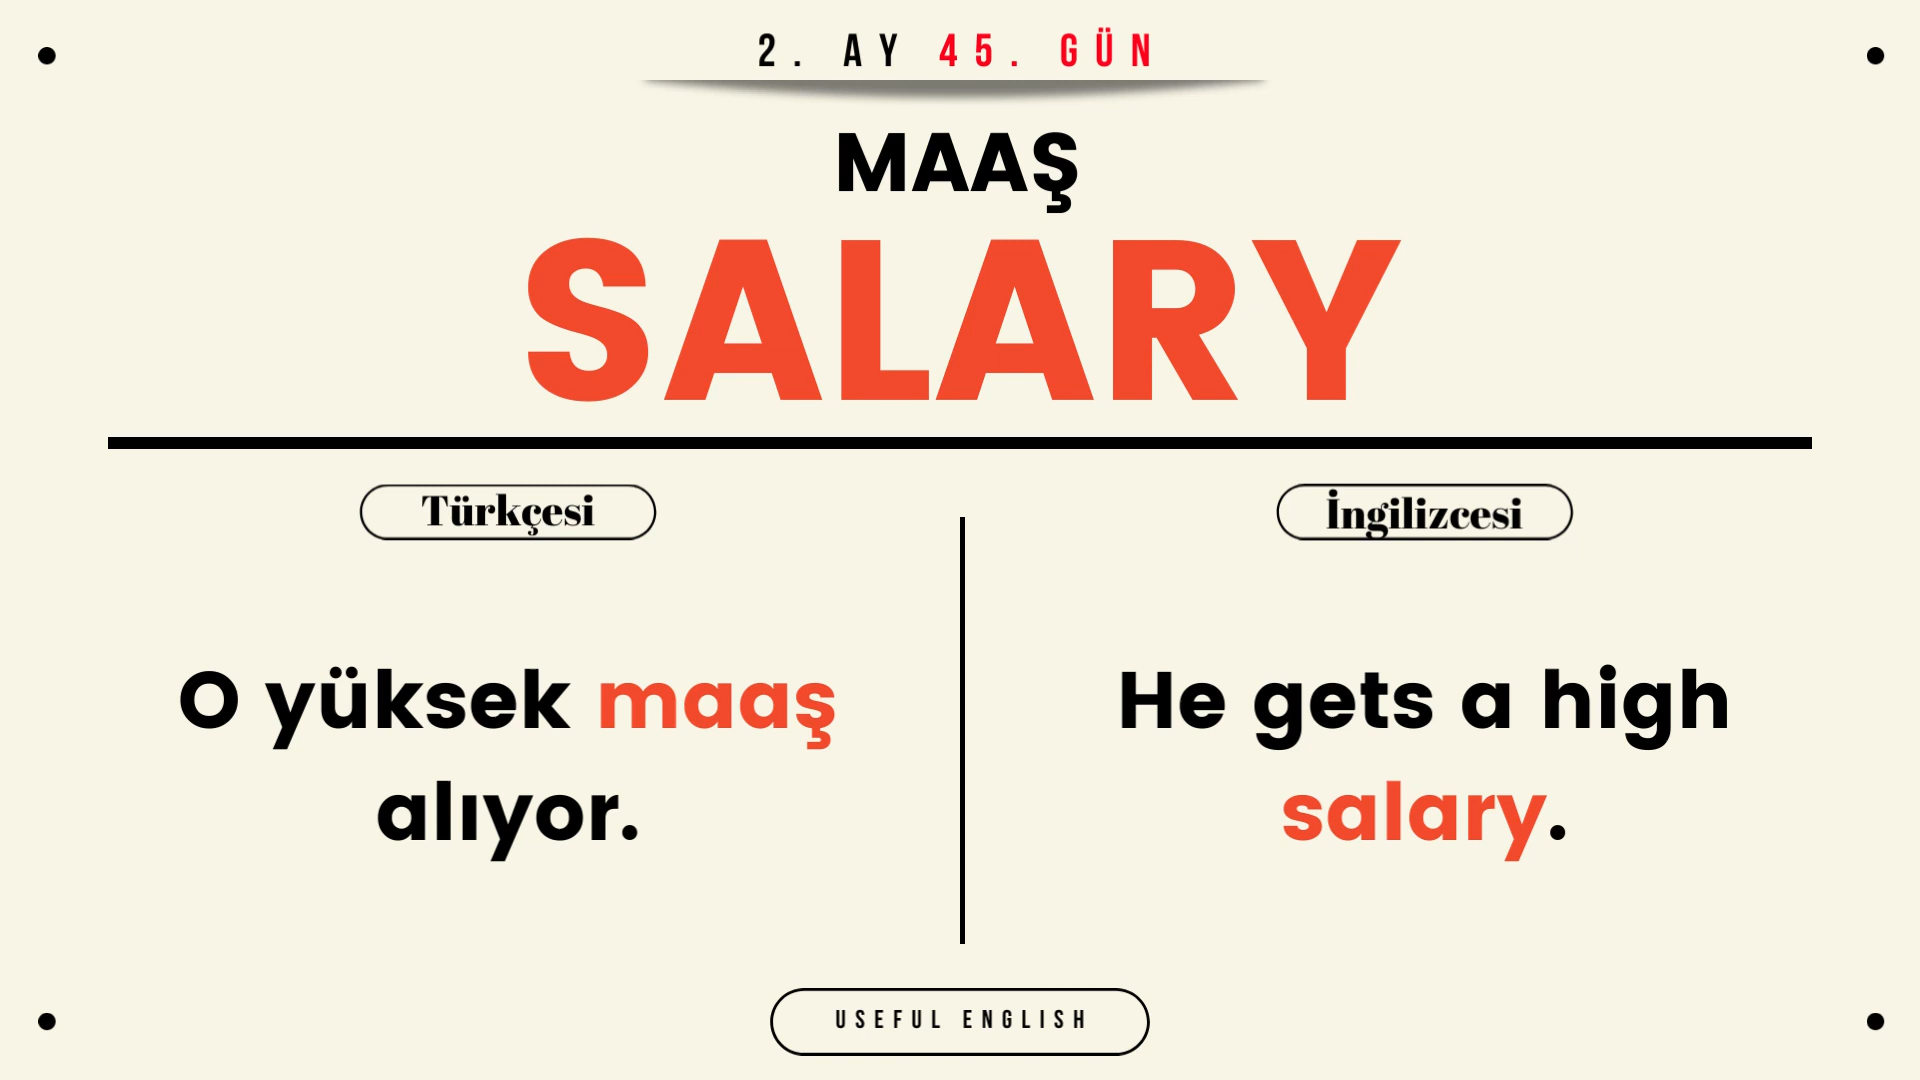 2. AY 45. GÜN
MAAŞ
SALARY
Türkçesi
O yüksek maaş
alıyor.
İngilizcesi
He gets a high
salary.
USEFUL ENGLISH